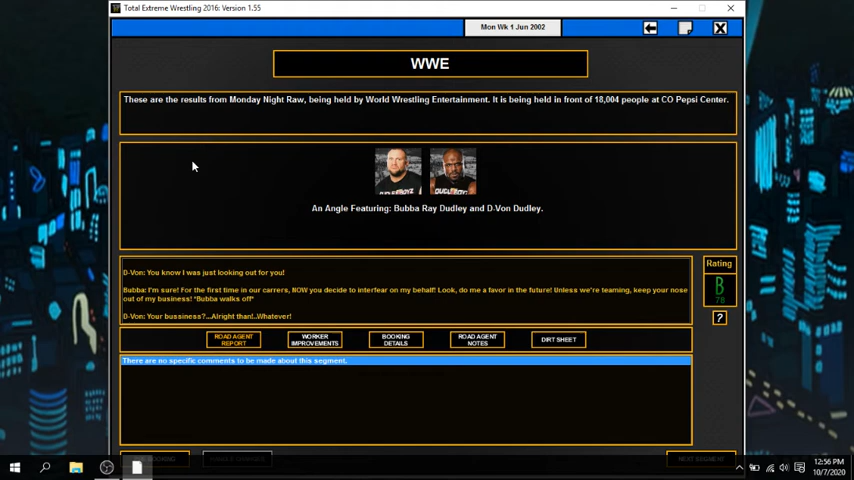 Total Extreme Wrestling 2016: Version 1.55
Mon Wk 1 Jun 2002
WWE
These are the results from Monday Night Raw, being held by World Wrestling Entertainment. It is being held in front of 18,004 people at CO Pepsi Center.
An Angle Featuring: Bubba Ray Dudley and D-Von Dudley.
D-Von: You know I was just looking out for you!
Bubba: I'm sure! For the first time in our carrers, NOW you decide to interfear on my behalf! Look, do me a favor in the future! Unless we're teaming, keep your nose
out of my business! *Bubba walks off*
D-Von: Your bussiness?...Alright than!..Whatever!
Rating
B
78
?
ROAD AGENT REPORT
WORKER IMPROVEMENTS
BOOKING DETAILS
ROAD AGENT NOTES
DIRT SHEET
There are no specific comments to be made about this segment.
NEXT SEGMENT
12:56 PM
10/7/2020